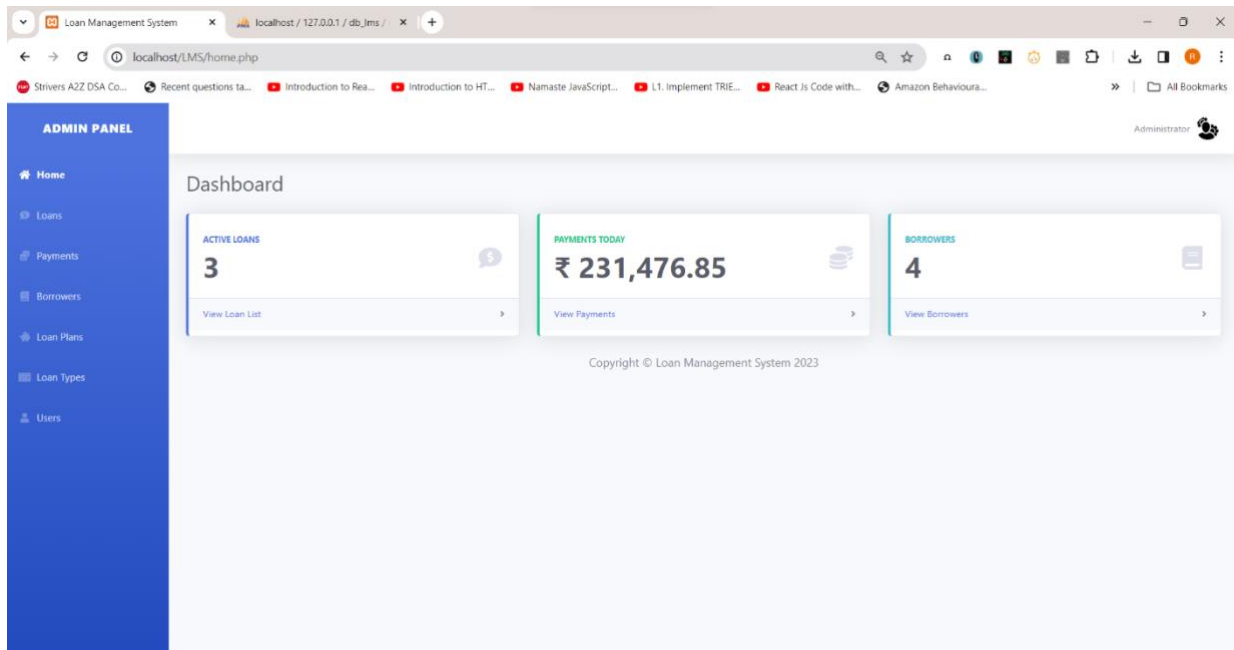 Loan Management System
localhost / 127.0.0.1 / db_lms /
localhost/LMS/home.php
Strivers A2Z DSA Co...
Recent questions ta...
Introduction to Rea...
Introduction to HT...
Namaste JavaScript...
L1. Implement TRIE...
React Js Code with...
Amazon Behavioura...
All Bookmarks
ADMIN PANEL
Administrator
Home
Loans
Payments
Borrowers
Loan Plans
Loan Types
Users
Dashboard
ACTIVE LOANS
3
View Loan List
PAYMENTS TODAY
₹ 231,476.85
View Payments
BORROWERS
4
View Borrowers
Copyright © Loan Management System 2023